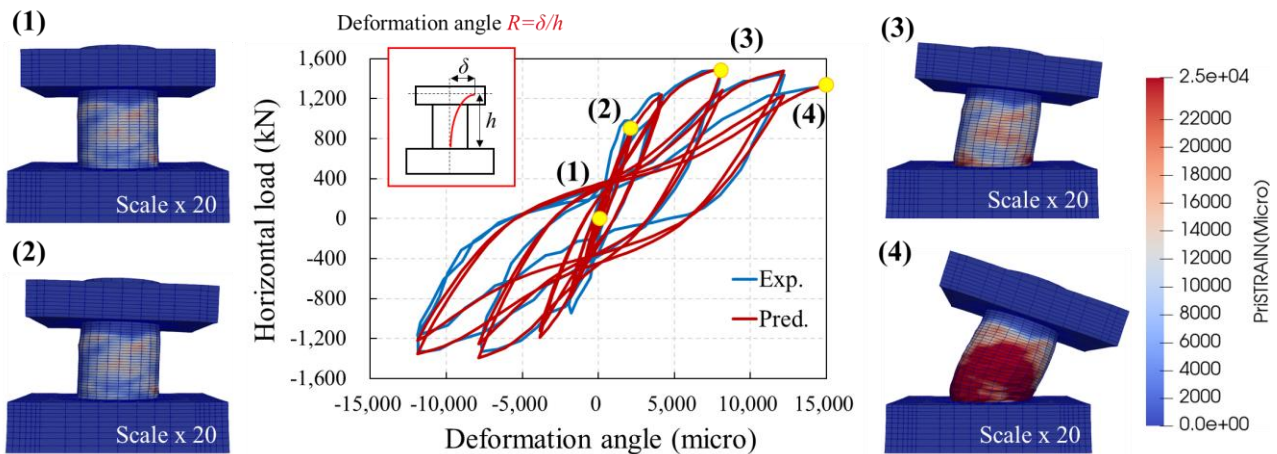 (1)
Scale x 20
(2)
Scale x 20
Deformation angle R=δ/h
δ
h
Horizontal load (kN)
1,600
1,200
800
400
0
-400
-800
-1,200
-1,600
-15,000 -10,000 -5,000 0 5,000 10,000 15,000
Deformation angle (micro)
(1)
(2)
(3)
(4)
Exp.
Pred.
(3)
Scale x 20
(4)
Scale x 20
2.5e+04
22000
20000
18000
16000
14000
12000
10000
8000
6000
4000
2000
0.0e+00
PriSTRAIN(Micro)